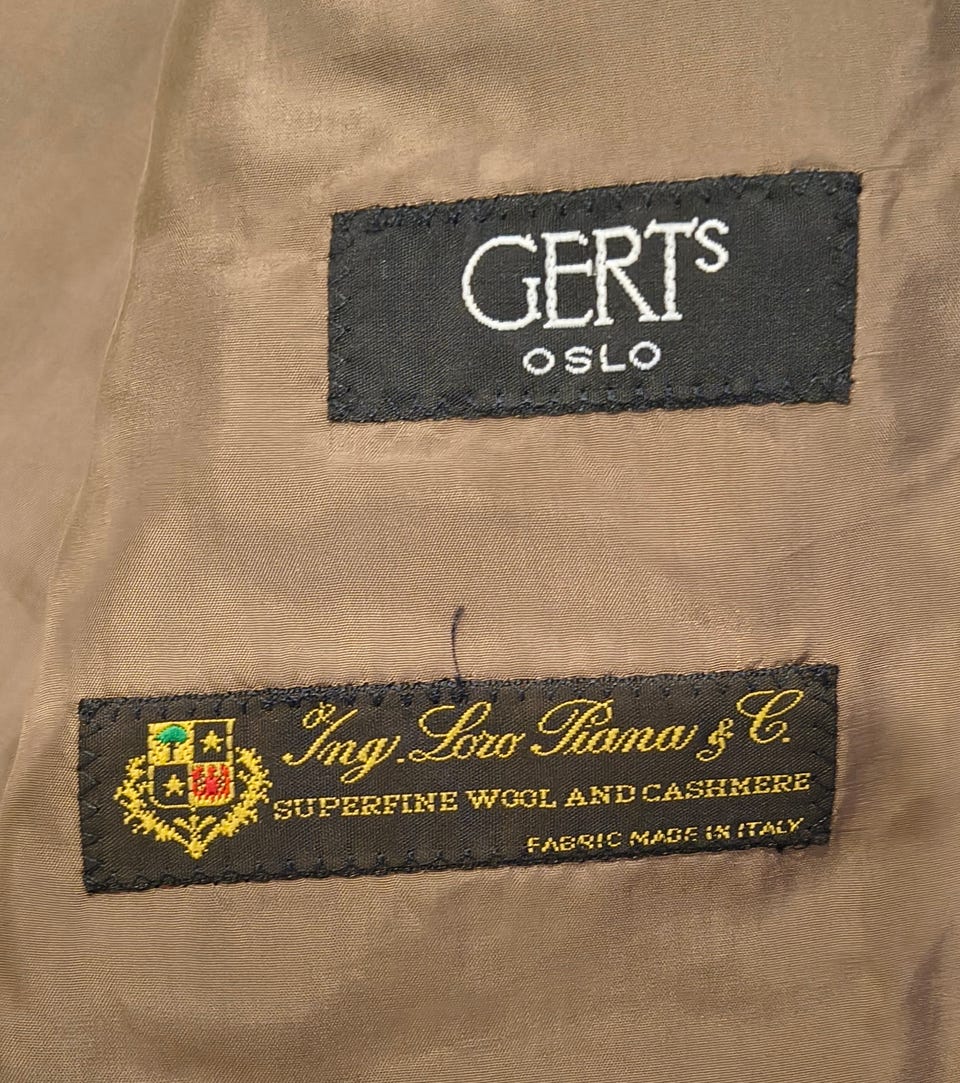 GERTS
OSLO
Ing. Loro Piana & C.
SUPERFINE WOOL AND CASHMERE
FABRIC MADE IN ITALY